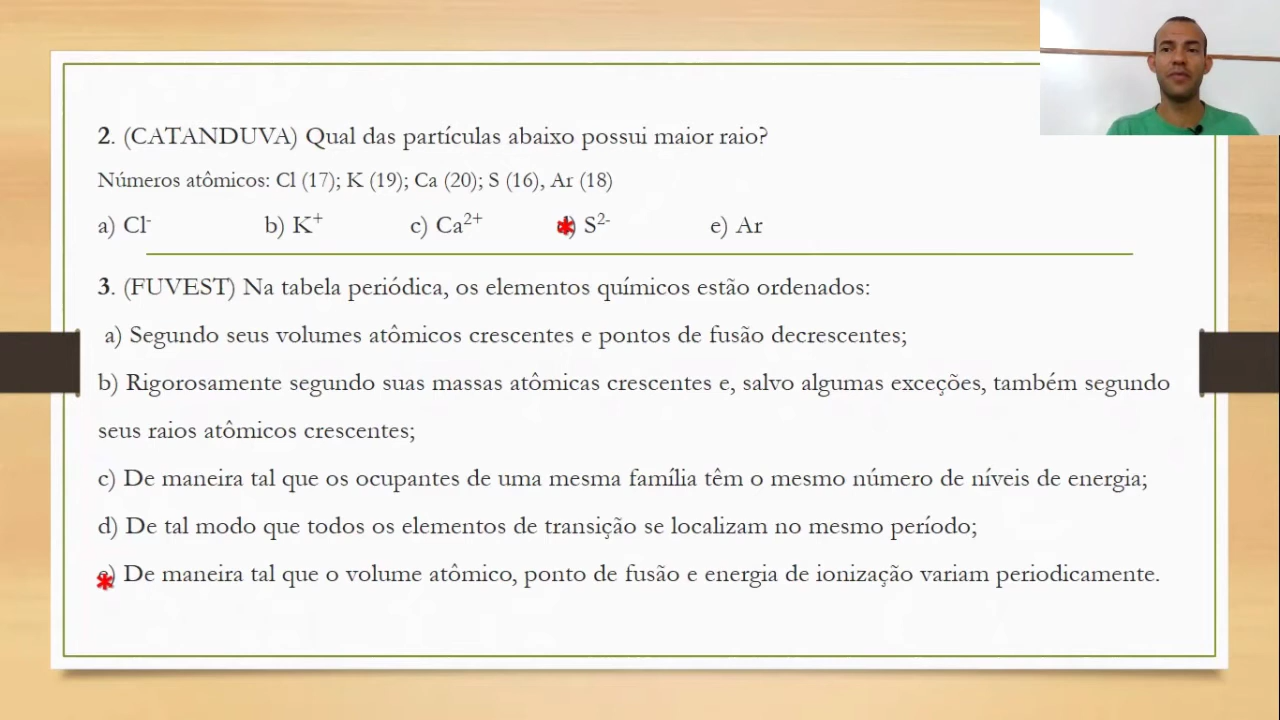 2. (CATANDUVA) Qual das partículas abaixo possui maior raio?
Números atômicos: Cl (17); K (19); Ca (20); S (16), Ar (18)
a) Cl⁻ b) K⁺ c) Ca²⁺ d) S²⁻ e) Ar
3. (FUVEST) Na tabela periódica, os elementos químicos estão ordenados:
a) Segundo seus volumes atômicos crescentes e pontos de fusão decrescentes;
b) Rigorosamente segundo suas massas atômicas crescentes e, salvo algumas exceções, também segundo
seus raios atômicos crescentes;
c) De maneira tal que os ocupantes de uma mesma família têm o mesmo número de níveis de energia;
d) De tal modo que todos os elementos de transição se localizam no mesmo período;
e) De maneira tal que o volume atômico, ponto de fusão e energia de ionização variam periodicamente.